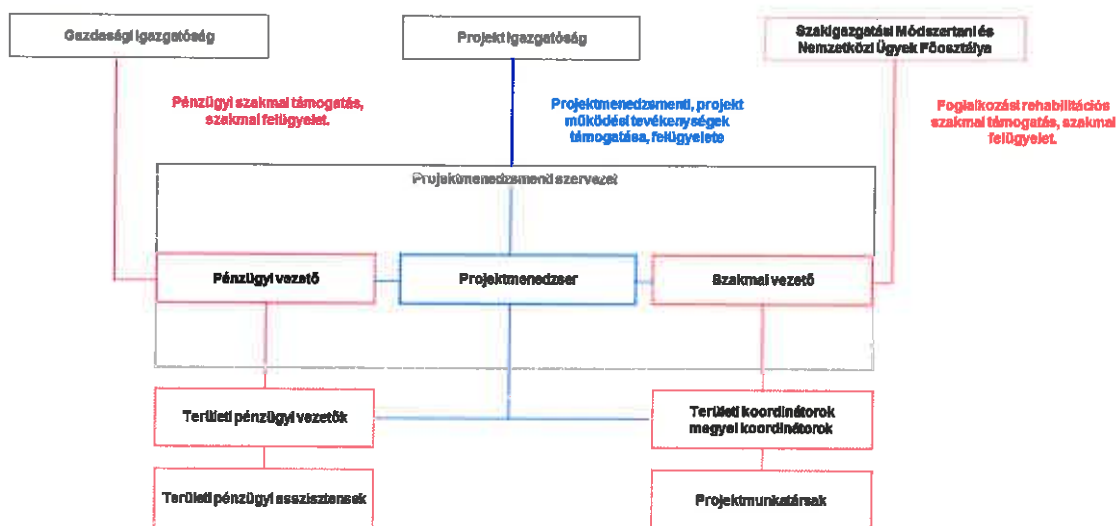 Gazdasági Igazgatóság
Projekt Igazgatóság
Szakigazgatási Módszertani és
Nemzetközi Ügyek Főosztálya
Pénzügyi szakmai támogatás,
szakmai felügyelet.
Projektmenedzsmenti, projekt
működési tevékenységek
támogatása, felügyelete
Foglalkozási rehabilitációs
szakmai támogatás, szakmai
felügyelet.
Projektmenedzsmenti szervezet
Pénzügyi vezető
Projektmenedzser
Szakmai vezető
Területi pénzügyi vezetők
Területi koordinátorok
megyei koordinátorok
Területi pénzügyi asszisztensek
Projektmunkatársak